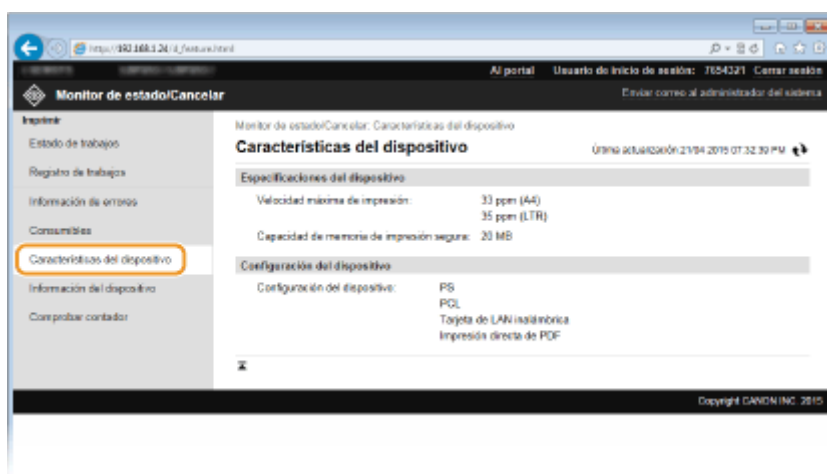 http://192.168.1.24/d_feature.html
Al portal Usuario de inicio de sesión: 7654321 Cerrar sesión
Monitor de estado/Cancelar Enviar correo al administrador del sistema
Imprimir
Estado de trabajos
Registro de trabajos
Información de errores
Consumibles
Características del dispositivo
Información del dispositivo
Comprobar contador
Monitor de estado/Cancelar: Características del dispositivo
Características del dispositivo Última actualización 21/04 2015 07:32:39 PM
Especificaciones del dispositivo
Velocidad máxima de impresión: 33 ppm (A4)
35 ppm (LTR)
Capacidad de memoria de impresión segura: 20 MB
Configuración del dispositivo
Configuración del dispositivo: PS
PCL
Tarjeta de LAN inalámbrica
Impresión directa de PDF
Copyright CANON INC. 2015